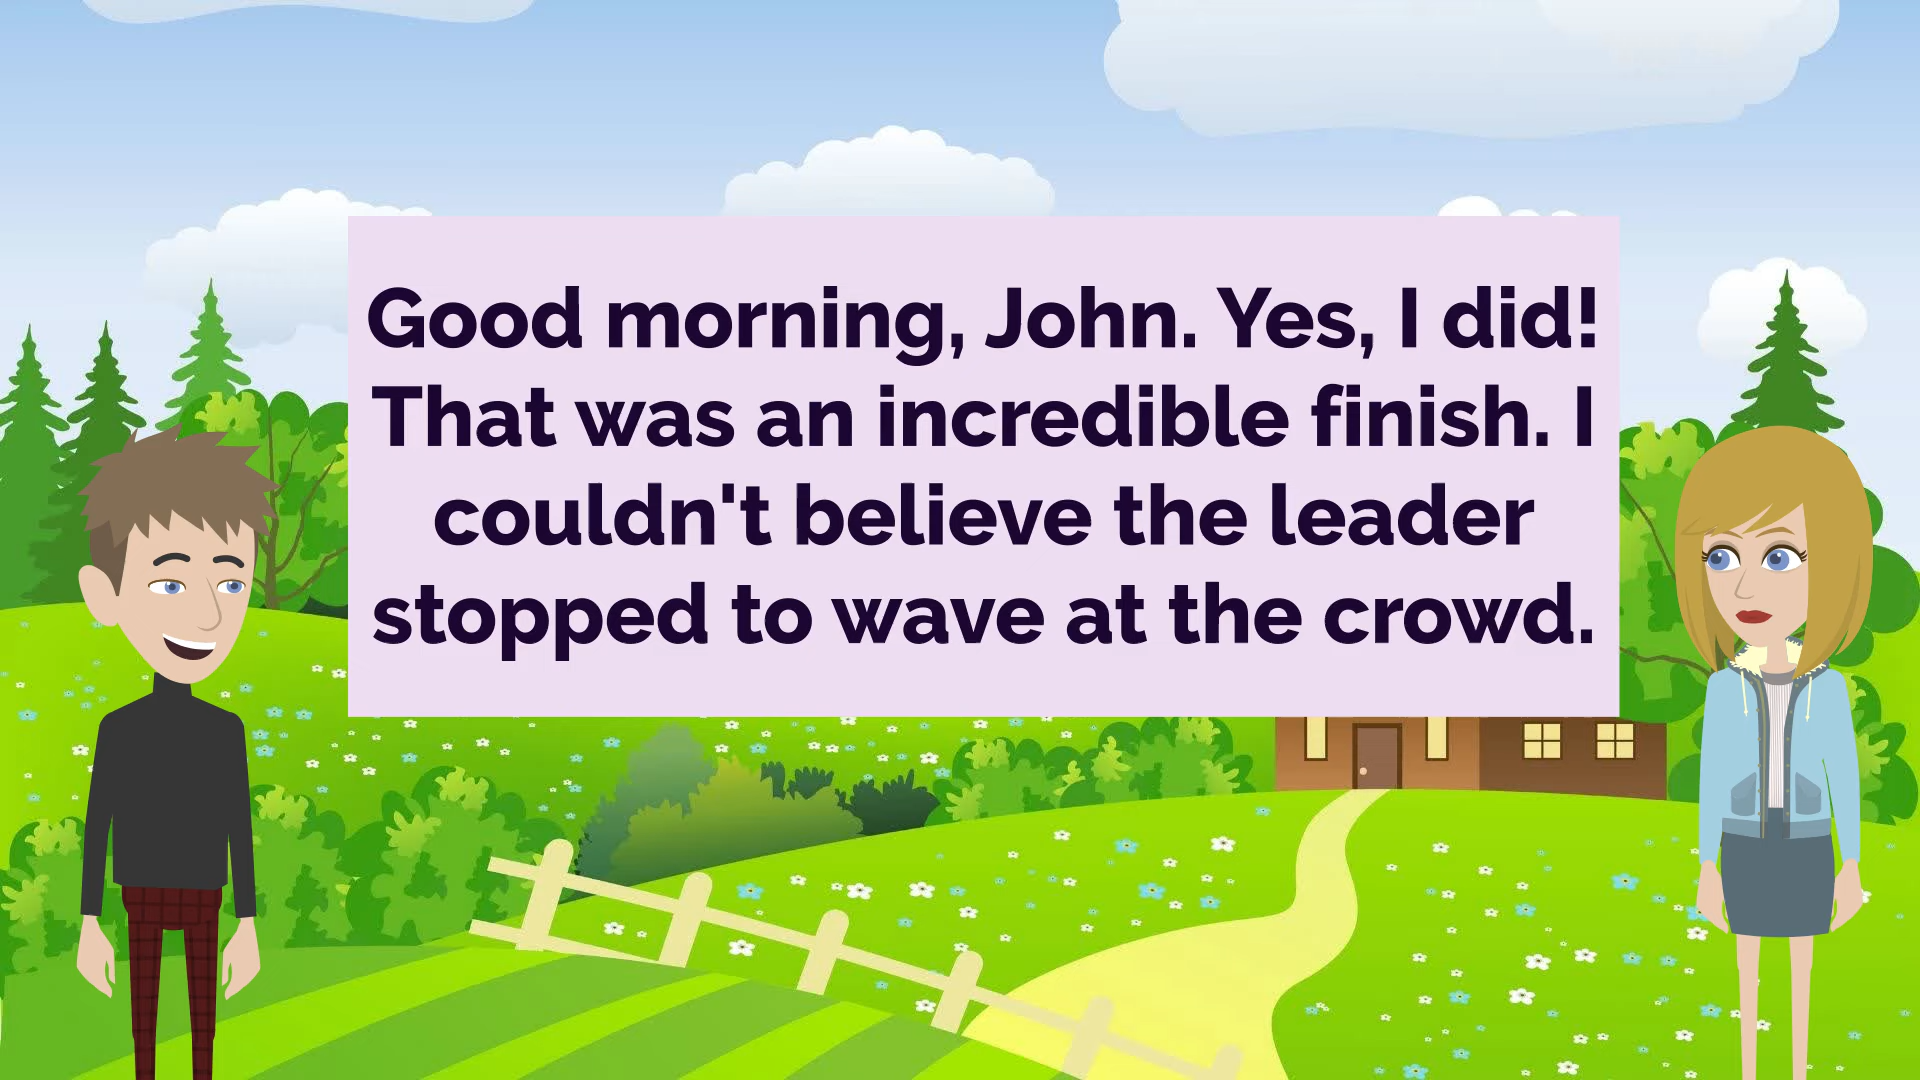 Good morning, John. Yes, I did!
That was an incredible finish. I
couldn't believe the leader
stopped to wave at the crowd.